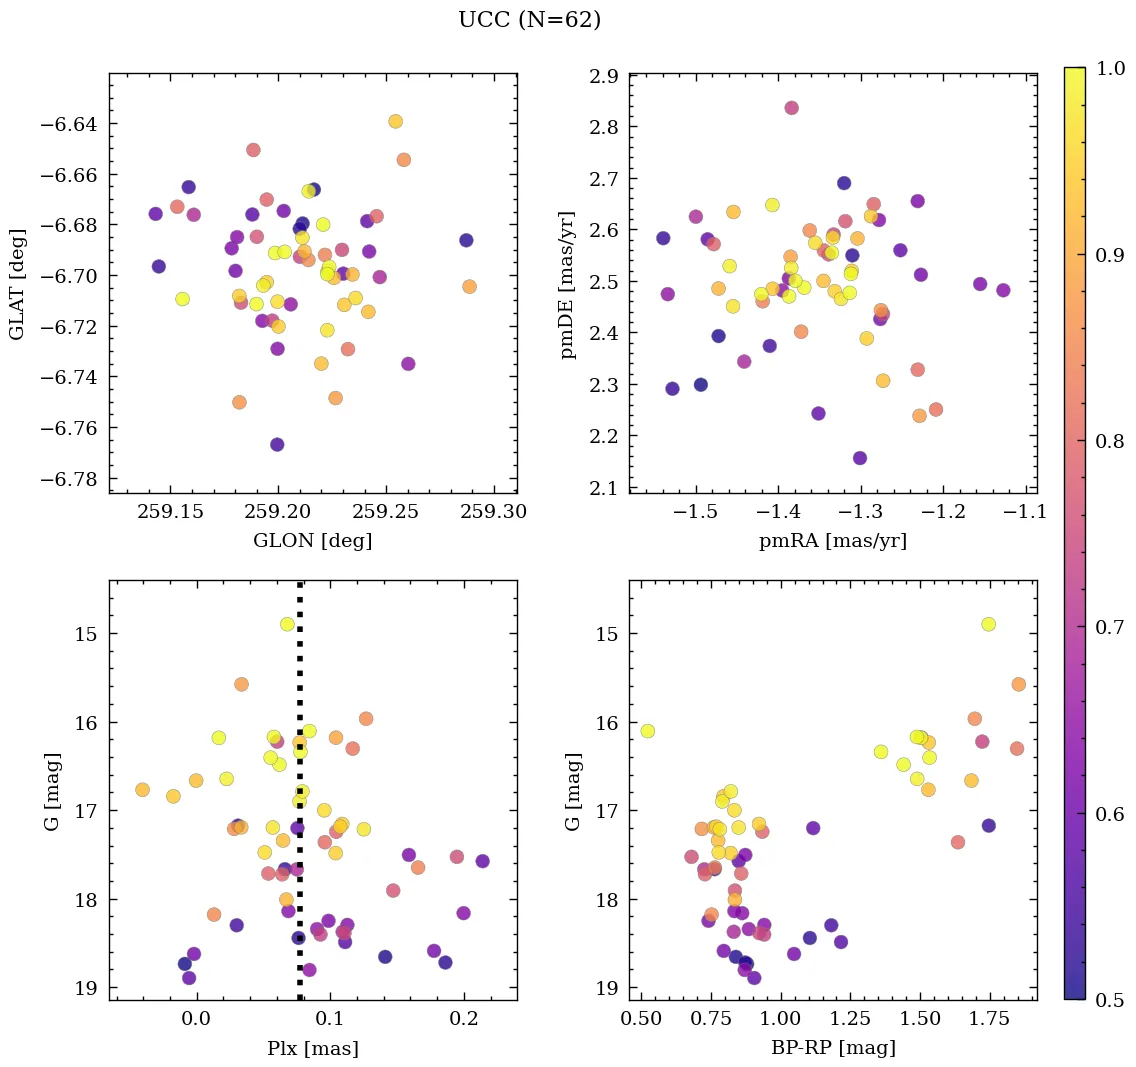 UCC (N=62)
−6.64
−6.66
−6.68
−6.70
−6.72
−6.74
−6.76
−6.78
GLAT [deg]
259.15 259.20 259.25 259.30
GLON [deg]
2.9
2.8
2.7
2.6
2.5
2.4
2.3
2.2
2.1
pmDE [mas/yr]
−1.5 −1.4 −1.3 −1.2 −1.1
pmRA [mas/yr]
15
16
17
18
19
G [mag]
0.0 0.1 0.2
Plx [mas]
15
16
17
18
19
G [mag]
0.50 0.75 1.00 1.25 1.50 1.75
BP-RP [mag]
1.0
0.9
0.8
0.7
0.6
0.5